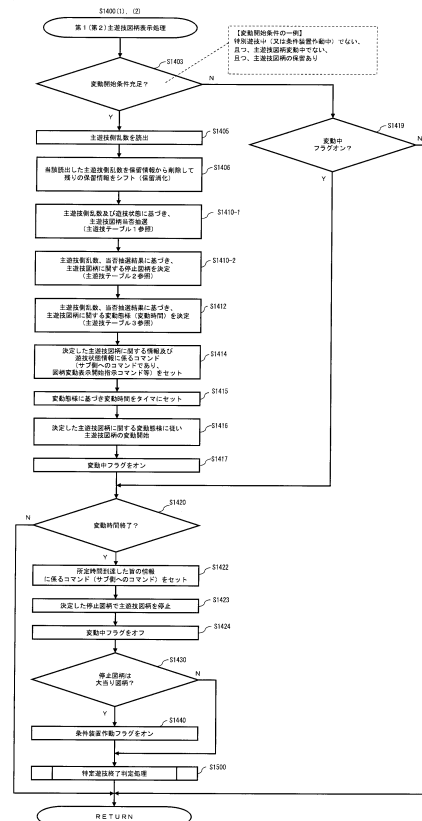 S1400(1)、(2)
第1(第2)主遊技図柄表示処理
【変動開始条件の一例】
特別遊技中(又は条件装置作動中)でない、
且つ、主遊技図柄変動中でない、
且つ、主遊技図柄の保留あり
S1403
変動開始条件充足?
N
Y
S1405
主遊技側乱数を読出
S1419
変動中
フラグオン?
N
Y
S1406
当該読出した主遊技側乱数を保留情報から削除して
残りの保留情報をシフト(保留消化)
S1410-1
主遊技側乱数及び遊技状態に基づき、
主遊技図柄当否抽選
(主遊技テーブル1参照)
S1410-2
主遊技側乱数、当否抽選結果に基づき、
主遊技図柄に関する停止図柄を決定
(主遊技テーブル2参照)
S1412
主遊技側乱数、当否抽選結果に基づき、
主遊技図柄に関する変動態様(変動時間)を決定
(主遊技テーブル3参照)
S1414
決定した主遊技図柄に関する情報及び
遊技状態情報に係るコマンド
(サブ側へのコマンドであり、
図柄変動表示開始指示コマンド等)をセット
S1415
変動態様に基づき変動時間をタイマにセット
S1416
決定した主遊技図柄に関する変動態様に従い
主遊技図柄の変動開始
S1417
変動中フラグをオン
S1420
N
変動時間終了?
Y
S1422
所定時間到達した旨の情報
に係るコマンド(サブ側へのコマンド)をセット
S1423
決定した停止図柄で主遊技図柄を停止
S1424
変動中フラグをオフ
S1430
停止図柄は
大当り図柄?
N
Y
S1440
条件装置作動フラグをオン
S1500
特定遊技終了判定処理
RETURN